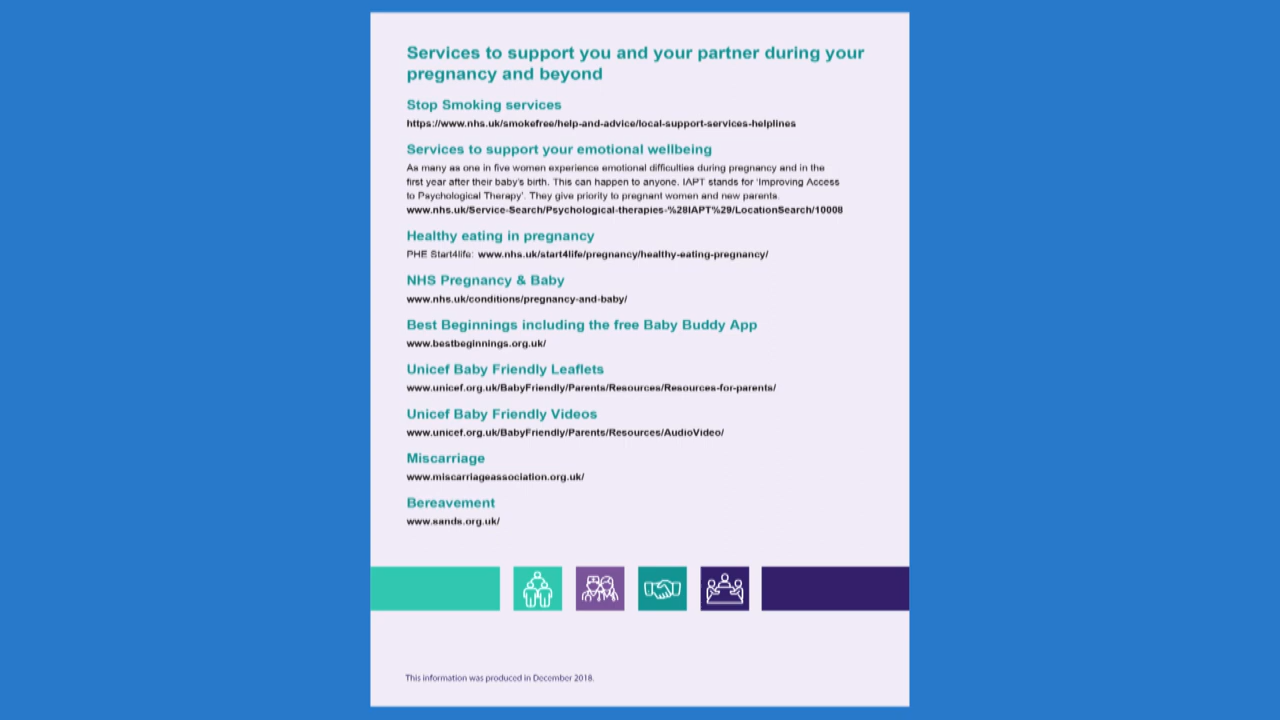 Services to support you and your partner during your
pregnancy and beyond
Stop Smoking services
https://www.nhs.uk/smokefree/help-and-advice/local-support-services-helplines
Services to support your emotional wellbeing
As many as one in five women experience emotional difficulties during pregnancy and in the
first year after their baby's birth. This can happen to anyone. IAPT stands for 'Improving Access
to Psychological Therapy'. They give priority to pregnant women and new parents.
www.nhs.uk/Service-Search/Psychological-therapies-%28IAPT%29/LocationSearch/10008
Healthy eating in pregnancy
PHE Start4life: www.nhs.uk/start4life/pregnancy/healthy-eating-pregnancy/
NHS Pregnancy & Baby
www.nhs.uk/conditions/pregnancy-and-baby/
Best Beginnings including the free Baby Buddy App
www.bestbeginnings.org.uk/
Unicef Baby Friendly Leaflets
www.unicef.org.uk/BabyFriendly/Parents/Resources/Resources-for-parents/
Unicef Baby Friendly Videos
www.unicef.org.uk/BabyFriendly/Parents/Resources/AudioVideo/
Miscarriage
www.miscarriageassociation.org.uk/
Bereavement
www.sands.org.uk/
This information was produced in December 2018.